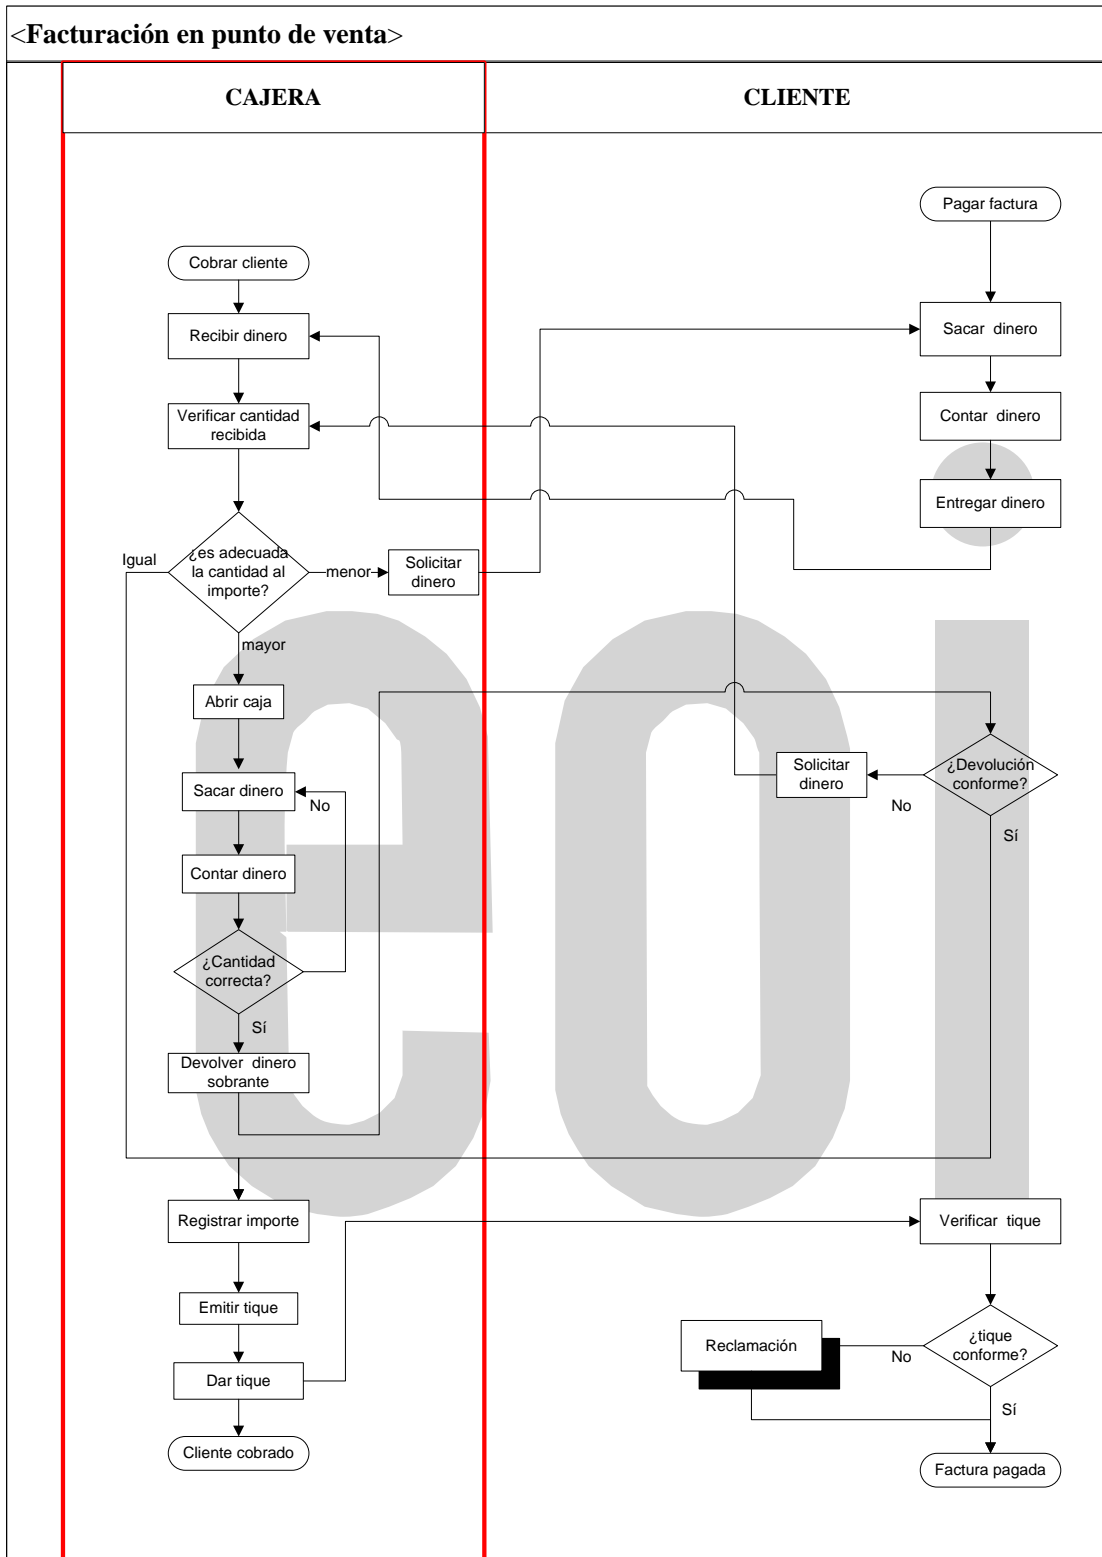 <Facturación en punto de venta>
CAJERA
CLIENTE
Pagar factura
Cobrar cliente
Recibir dinero
Sacar dinero
Verificar cantidad
recibida
Contar dinero
Entregar dinero
Igual
¿es adecuada
la cantidad al
importe?
menor
Solicitar
dinero
mayor
Abrir caja
Sacar dinero
No
Solicitar
dinero
No
¿Devolución
conforme?
Sí
Contar dinero
¿Cantidad
correcta?
Sí
Devolver dinero
sobrante
Registrar importe
Verificar tique
Emitir tique
Reclamación
No
¿tique
conforme?
Dar tique
Sí
Cliente cobrado
Factura pagada
eoi